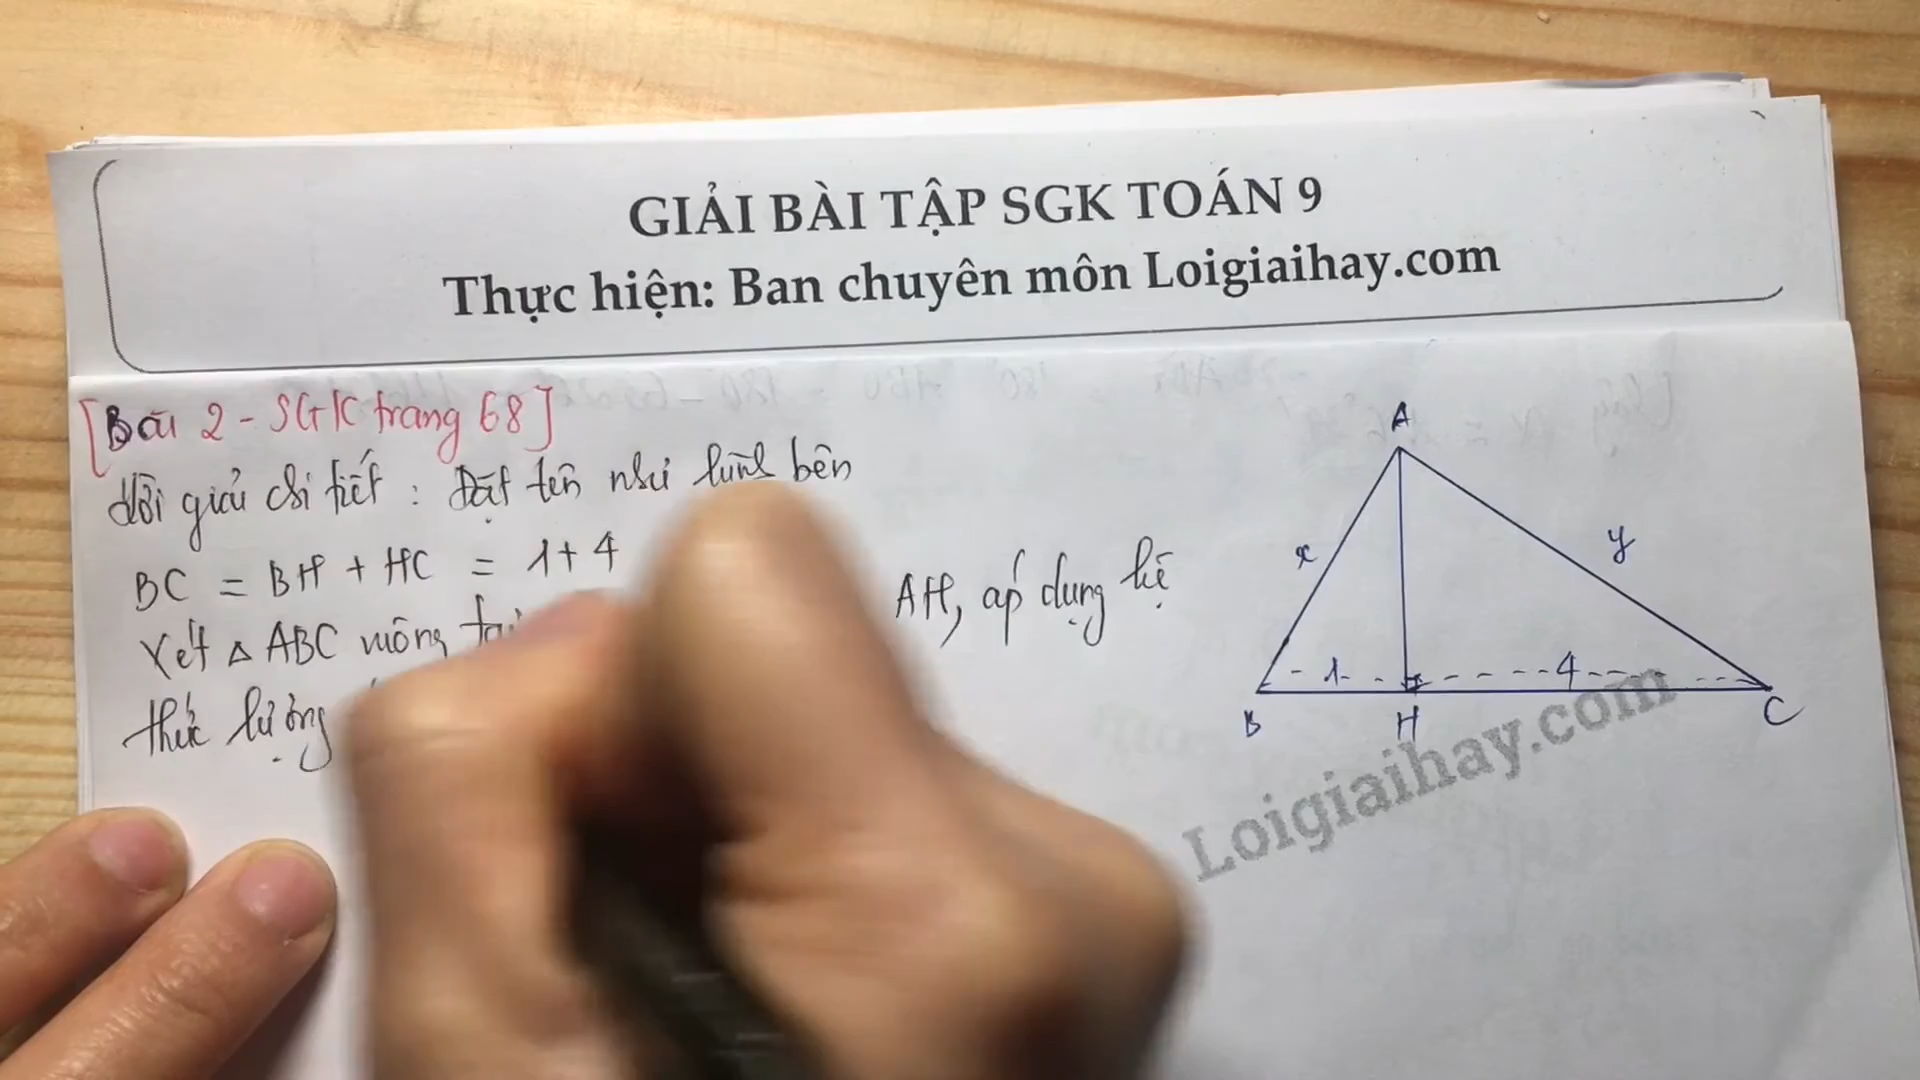 GIẢI BÀI TẬP SGK TOÁN 9
Thực hiện: Ban chuyên môn Loigiaihay.com
[Bài 2 - SGK trang 68]
Lời giải chi tiết: Đặt tên như hình bên
BC = BH + HC = 1 + 4
Xét △ ABC vuông tại AH, áp dụng hệ
thức lượng
A
x
y
1
4
B
H
C
Loigiaihay.com